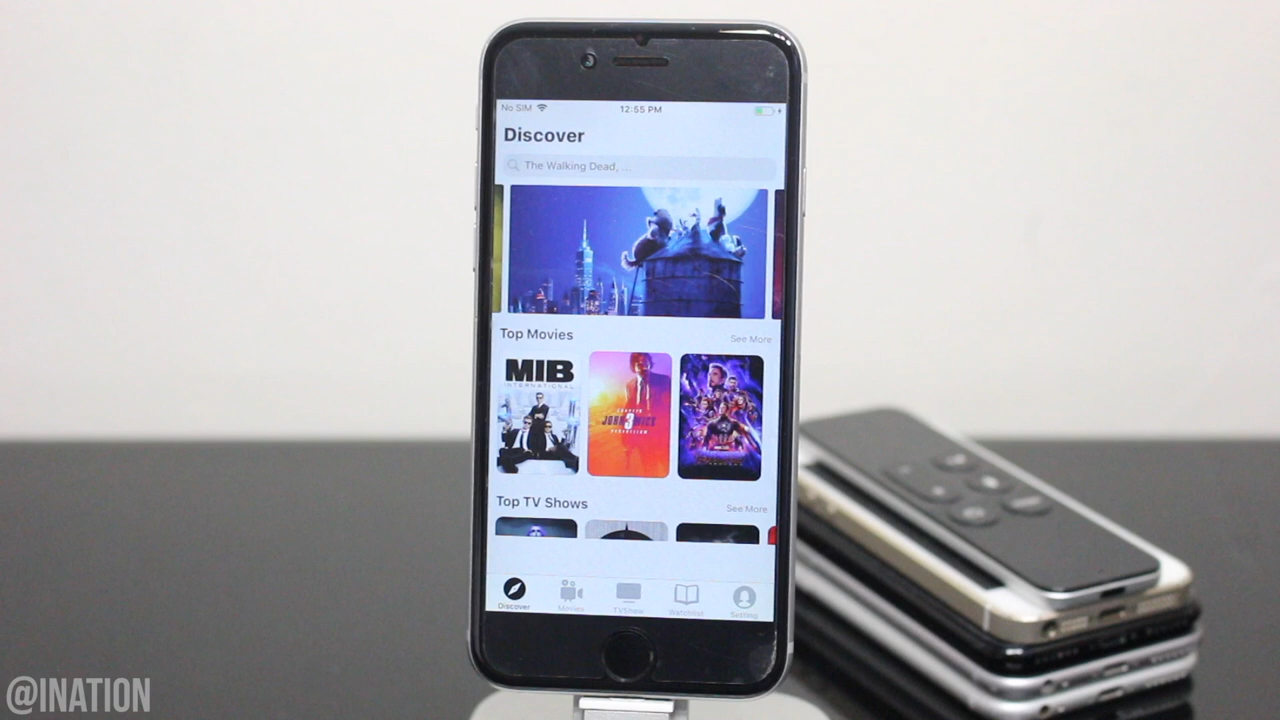 No SIM 12:55 PM
Discover
The Walking Dead, ...
Top Movies See More
MIB
INTERNATIONAL
CHAPTER
JOHN WICK
3
Top TV Shows See More
Discover Movies TVShow Watchlist Setting
@INATION